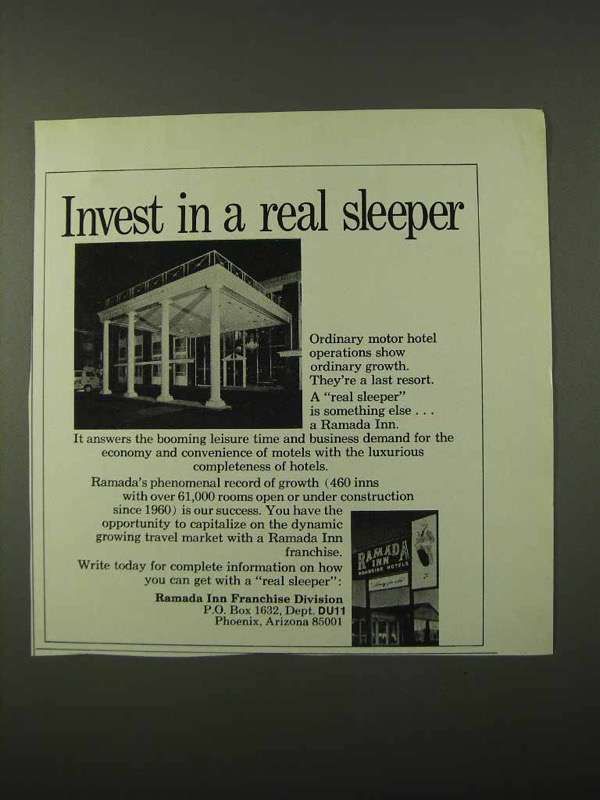 Invest in a real sleeper
Ordinary motor hotel
operations show
ordinary growth.
They're a last resort.
A "real sleeper"
is something else . . .
a Ramada Inn.
It answers the booming leisure time and business demand for the
economy and convenience of motels with the luxurious
completeness of hotels.
Ramada's phenomenal record of growth (460 inns
with over 61,000 rooms open or under construction
since 1960) is our success. You have the
opportunity to capitalize on the dynamic
growing travel market with a Ramada Inn
franchise.
Write today for complete information on how
you can get with a "real sleeper":
Ramada Inn Franchise Division
P.O. Box 1632, Dept. DU11
Phoenix, Arizona 85001
RAMADA
INN
ROADSIDE HOTELS